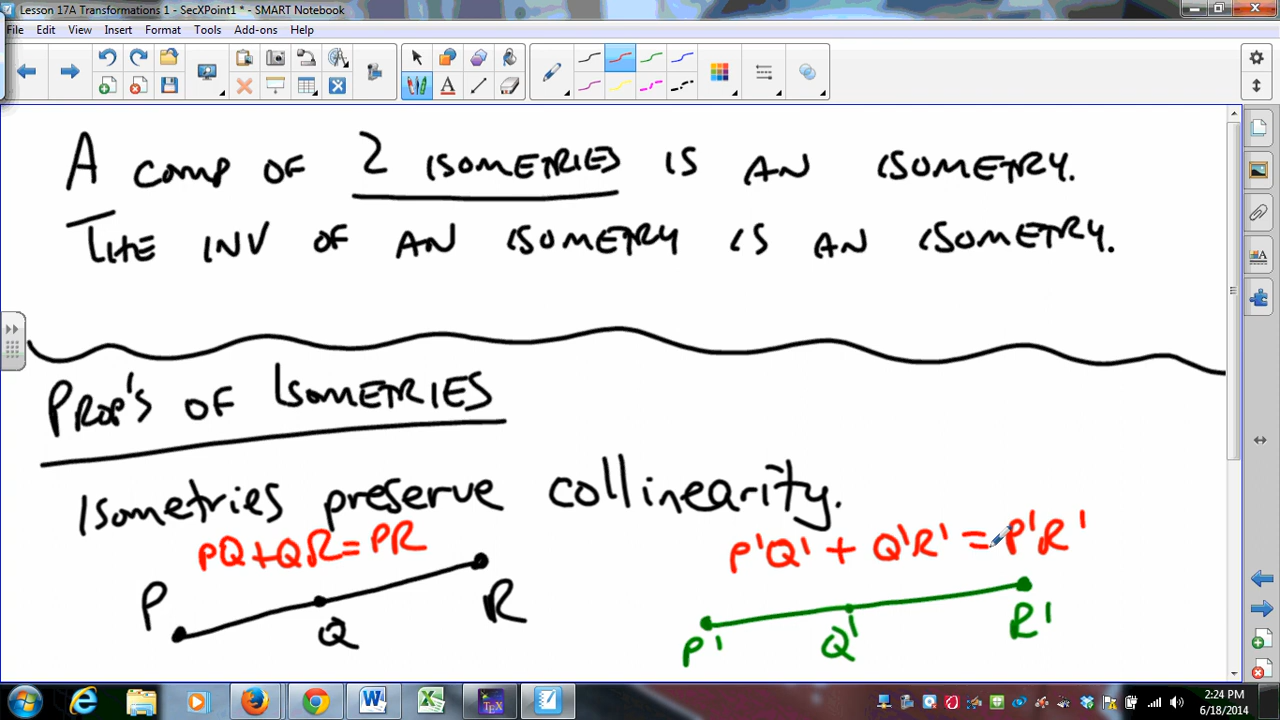 Lesson 17A Transformations 1 - SecXPoint1 * - SMART Notebook
File Edit View Insert Format Tools Add-ons Help
A COMP OF 2 ISOMETRIES IS AN ISOMETRY.
THE INV OF AN ISOMETRY IS AN ISOMETRY.
PROP'S OF ISOMETRIES
Isometries preserve collinearity.
PQ+QR=PR
P'Q' + Q'R' = P'R'
P Q R
P' Q' R'
2:24 PM
6/18/2014